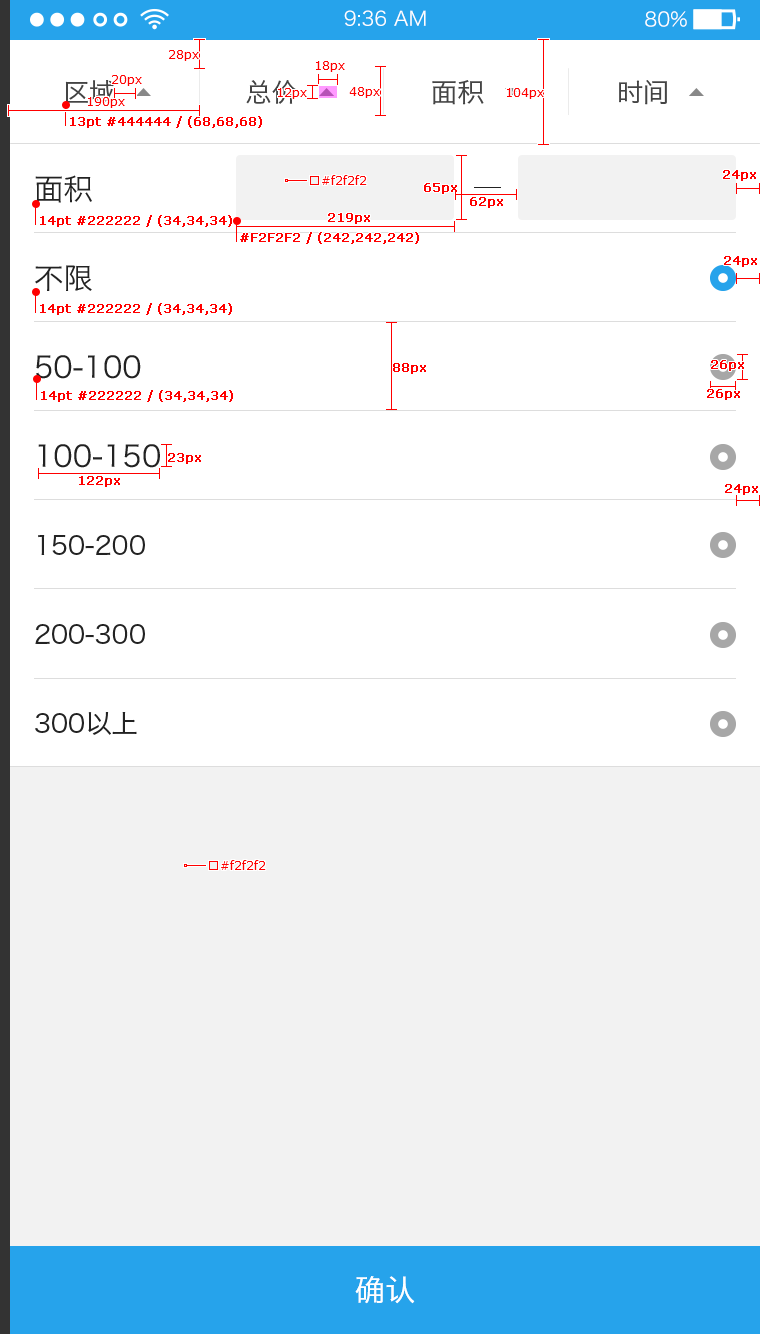 9:36 AM 80%
28px
区域 20px 总价 18px 12px 48px 面积 104px 时间
190px
13pt #444444 / (68,68,68)
面积 #f2f2f2 65px 62px 24px
14pt #222222 / (34,34,34) 219px
#F2F2F2 / (242,242,242)
不限 24px
14pt #222222 / (34,34,34)
50-100 88px 26px
14pt #222222 / (34,34,34) 26px
100-150 23px
122px
24px
150-200
200-300
300以上
#f2f2f2
确认